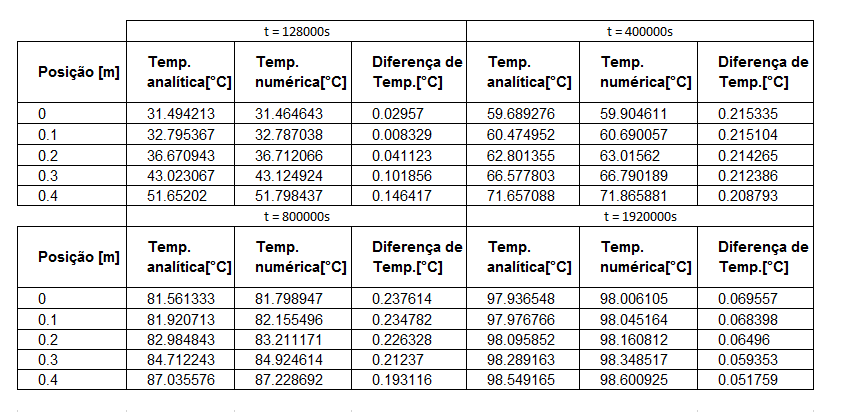 t = 128000s t = 400000s
Posição [m] Temp. analítica[°C] Temp. numérica[°C] Diferença de Temp.[°C] Temp. analítica[°C] Temp. numérica[°C] Diferença de Temp.[°C]
0 31.494213 31.464643 0.02957 59.689276 59.904611 0.215335
0.1 32.795367 32.787038 0.008329 60.474952 60.690057 0.215104
0.2 36.670943 36.712066 0.041123 62.801355 63.01562 0.214265
0.3 43.023067 43.124924 0.101856 66.577803 66.790189 0.212386
0.4 51.65202 51.798437 0.146417 71.657088 71.865881 0.208793
t = 800000s t = 1920000s
Posição [m] Temp. analítica[°C] Temp. numérica[°C] Diferença de Temp.[°C] Temp. analítica[°C] Temp. numérica[°C] Diferença de Temp.[°C]
0 81.561333 81.798947 0.237614 97.936548 98.006105 0.069557
0.1 81.920713 82.155496 0.234782 97.976766 98.045164 0.068398
0.2 82.984843 83.211171 0.226328 98.095852 98.160812 0.06496
0.3 84.712243 84.924614 0.21237 98.289163 98.348517 0.059353
0.4 87.035576 87.228692 0.193116 98.549165 98.600925 0.051759